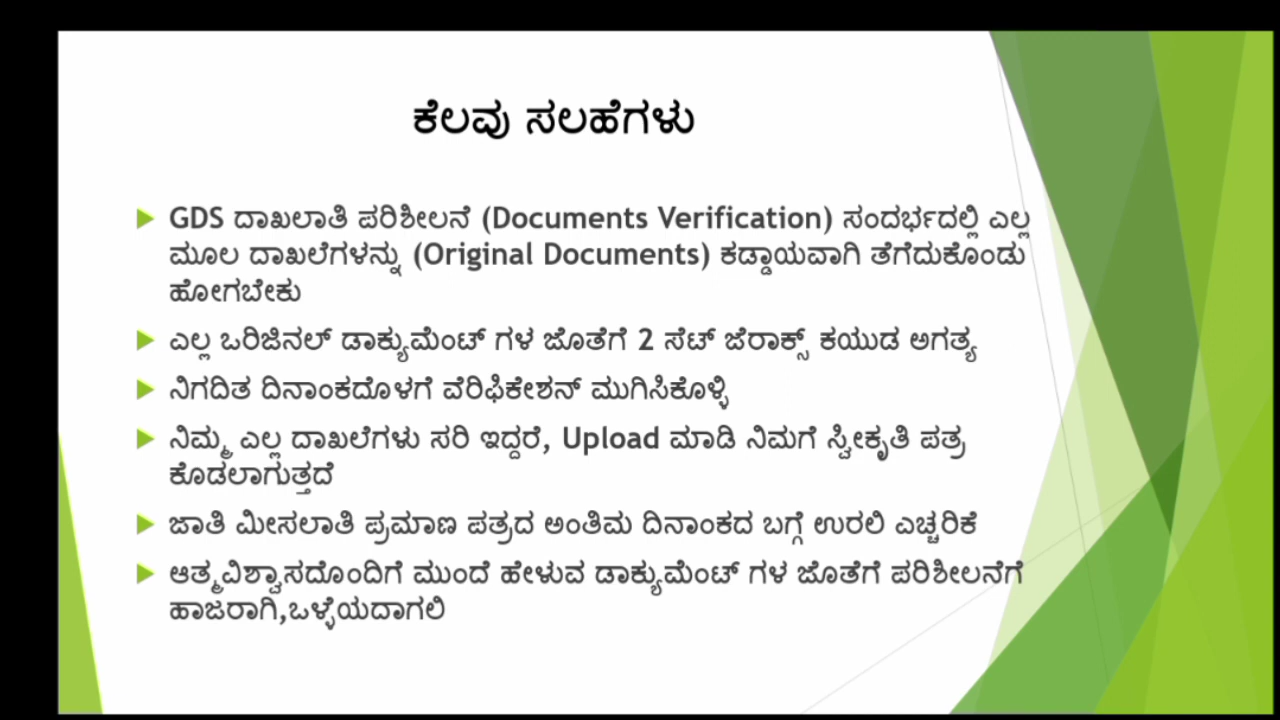 ಕೆಲವು ಸಲಹೆಗಳು
GDS ದಾಖಲಾತಿ ಪರಿಶೀಲನೆ (Documents Verification) ಸಂದರ್ಭದಲ್ಲಿ ಎಲ್ಲ
ಮೂಲ ದಾಖಲೆಗಳನ್ನು (Original Documents) ಕಡ್ಡಾಯವಾಗಿ ತೆಗೆದುಕೊಂಡು
ಹೋಗಬೇಕು
ಎಲ್ಲ ಒರಿಜಿನಲ್ ಡಾಕ್ಯುಮೆಂಟ್ ಗಳ ಜೊತೆಗೆ 2 ಸೆಟ್ ಜೆರಾಕ್ಸ್ ಕಯುಡ ಅಗತ್ಯ
ನಿಗದಿತ ದಿನಾಂಕದೊಳಗೆ ವೆರಿಫಿಕೇಶನ್ ಮುಗಿಸಿಕೊಳ್ಳಿ
ನಿಮ್ಮ ಎಲ್ಲ ದಾಖಲೆಗಳು ಸರಿ ಇದ್ದರೆ, Upload ಮಾಡಿ ನಿಮಗೆ ಸ್ವೀಕೃತಿ ಪತ್ರ
ಕೊಡಲಾಗುತ್ತದೆ
ಜಾತಿ ಮೀಸಲಾತಿ ಪ್ರಮಾಣ ಪತ್ರದ ಅಂತಿಮ ದಿನಾಂಕದ ಬಗ್ಗೆ ಉರಲಿ ಎಚ್ಚರಿಕೆ
ಆತ್ಮವಿಶ್ವಾಸದೊಂದಿಗೆ ಮುಂದೆ ಹೇಳುವ ಡಾಕ್ಯುಮೆಂಟ್ ಗಳ ಜೊತೆಗೆ ಪರಿಶೀಲನೆಗೆ
ಹಾಜರಾಗಿ,ಒಳ್ಳೆಯದಾಗಲಿ